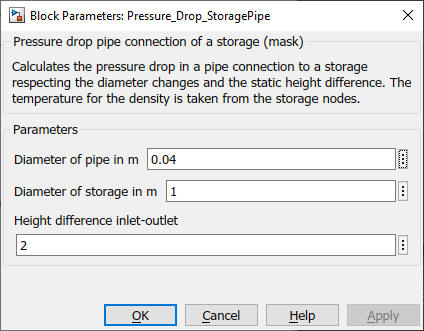 Block Parameters: Pressure_Drop_StoragePipe
Pressure drop pipe connection of a storage (mask)
Calculates the pressure drop in a pipe connection to a storage
respecting the diameter changes and the static height difference. The
temperature for the density is taken from the storage nodes.
Parameters
Diameter of pipe in m 0.04
Diameter of storage in m 1
Height difference inlet-outlet
2
OK Cancel Help Apply